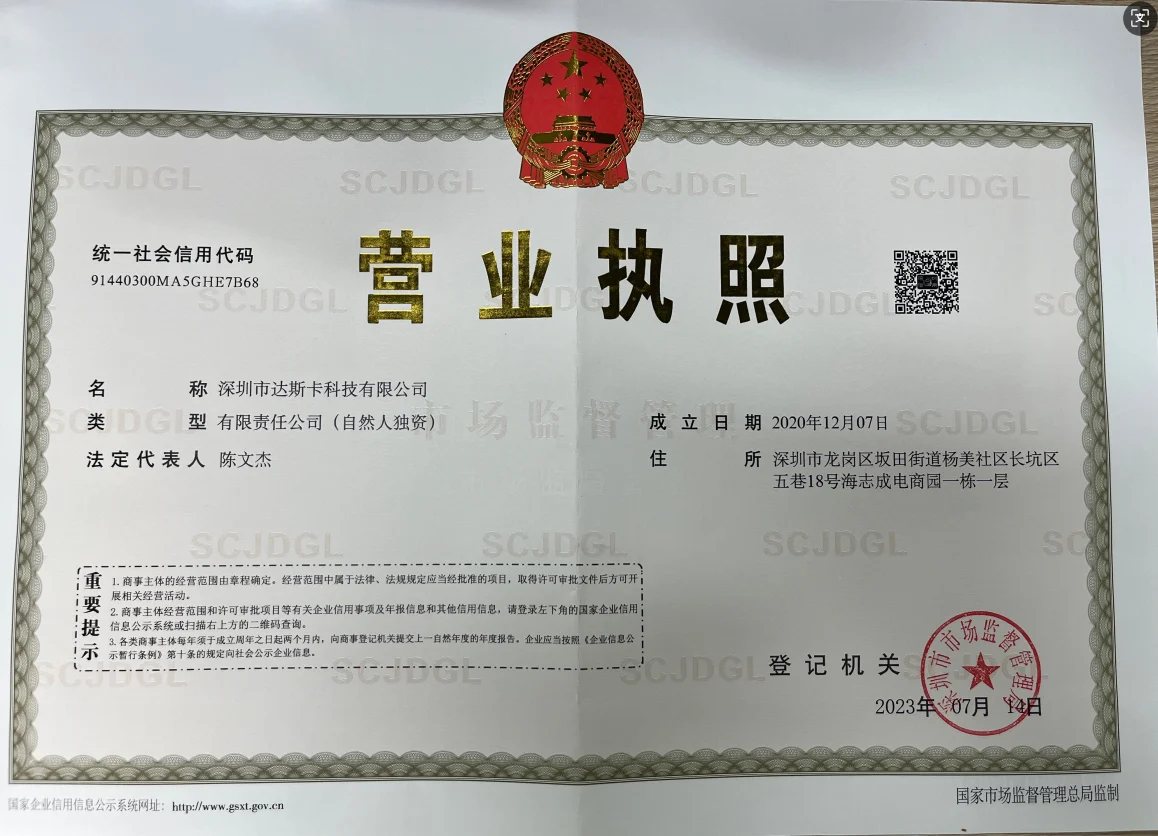 SCJDGL SCJDGL SCJDGL SCJDGL
营业执照
统一社会信用代码
91440300MA5GHE7B68
SCJDGL SCJDGL
名 称 深圳市达斯卡科技有限公司
类 型 有限责任公司（自然人独资）
法定代表人 陈文杰
市场监督管理
SCJDGL SCJDGL
成立日期 2020年12月07日
住 所 深圳市龙岗区坂田街道杨美社区长坑区
五巷18号海志成电商园一栋一层
SCJDGL SCJDGL SCJDGL
重要提示
1. 商事主体的经营范围由章程确定。经营范围中属于法律、法规规定应当经批准的项目，取得许可审批文件后方可开
展相关经营活动。
2. 商事主体经营范围和许可审批项目等有关企业信用事项及年报信息和其他信用信息，请登录左下角的国家企业信用
信息公示系统或扫描右上方的二维码查询。
3. 各类商事主体每年须于成立周年之日起两个月内，向商事登记机关提交上一自然年度的年度报告。企业应当按照《企业信息公
示暂行条例》第十条的规定向社会公示企业信息。
SCJDGL SCJDGL SCJDGL
登记机关
深圳市市场监督管理局
2023年 07月 14日
国家企业信用信息公示系统网址：http://www.gsxt.gov.cn
国家市场监督管理总局监制